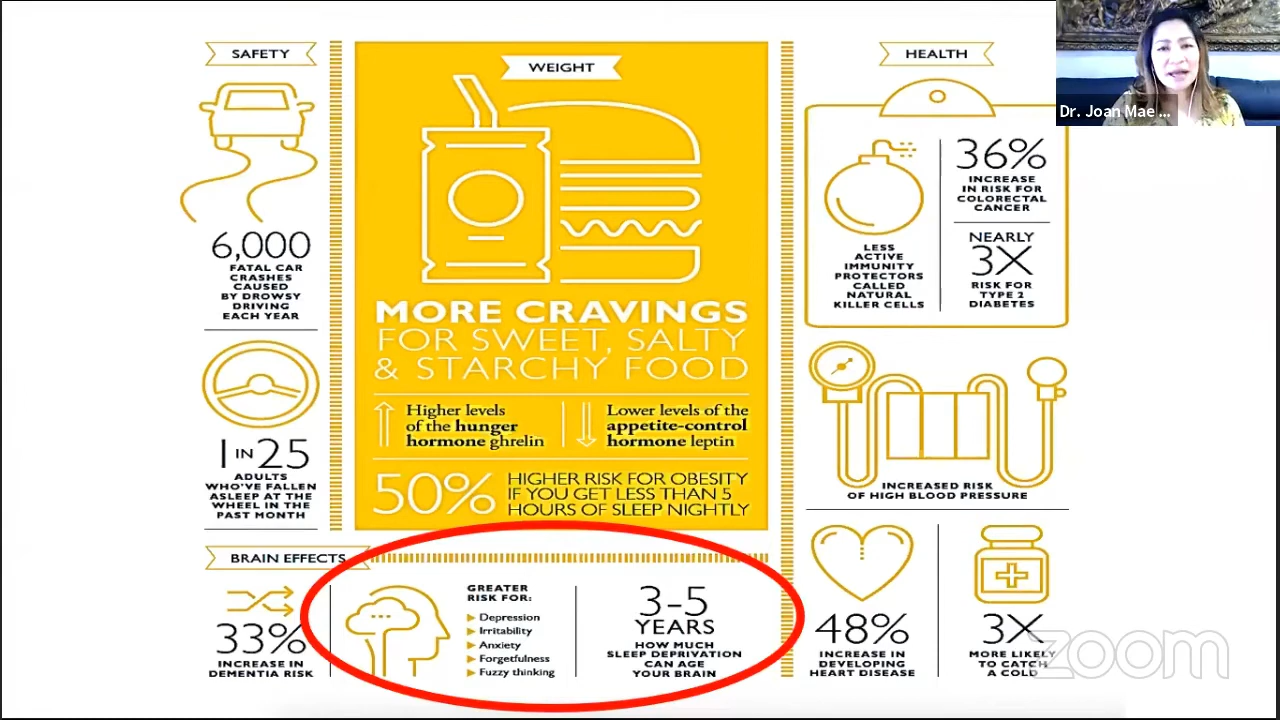 SAFETY
6,000
FATAL CAR
CRASHES
CAUSED
BY DROWSY
DRIVING
EACH YEAR
1 IN 25
ADULTS
WHO'VE FALLEN
ASLEEP AT THE
WHEEL IN THE
PAST MONTH
WEIGHT
MORE CRAVINGS
FOR SWEET, SALTY
& STARCHY FOOD
Higher levels
of the hunger
hormone ghrelin
Lower levels of the
appetite-control
hormone leptin
50%
HIGHER RISK FOR OBESITY
IF YOU GET LESS THAN 5
HOURS OF SLEEP NIGHTLY
HEALTH
LESS
ACTIVE
IMMUNITY
PROTECTORS
CALLED
NATURAL
KILLER CELLS
36%
INCREASE
IN RISK FOR
COLORECTAL
CANCER
NEARLY
3X
RISK FOR
TYPE 2
DIABETES
INCREASED RISK
OF HIGH BLOOD PRESSURE
48%
INCREASE IN
DEVELOPING
HEART DISEASE
3X
MORE LIKELY
TO CATCH
A COLD
BRAIN EFFECTS
33%
INCREASE IN
DEMENTIA RISK
GREATER
RISK FOR:
Depression
Irritability
Anxiety
Forgetfulness
Fuzzy thinking
3-5
YEARS
HOW MUCH
SLEEP DEPRIVATION
CAN AGE
YOUR BRAIN
Dr. Joan Mae ...
zoom